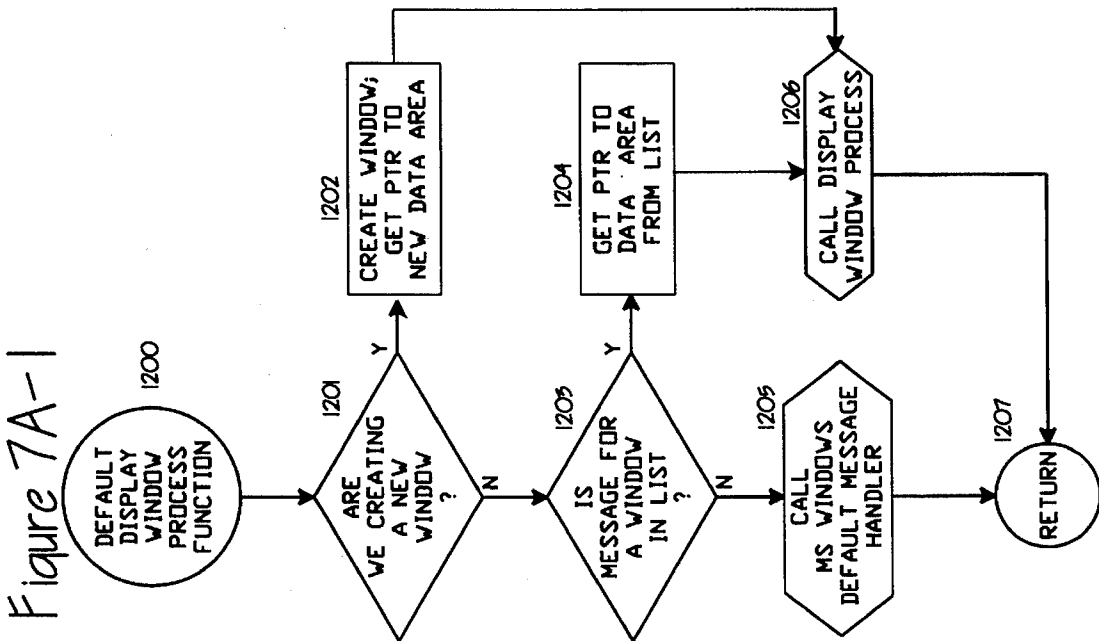 Figure 7A-1
DEFAULT
DISPLAY
WINDOW
PROCESS
FUNCTION
1200
ARE
WE CREATING
A NEW
WINDOW
?
1201
Y
N
CREATE WINDOW;
GET PTR TO
NEW DATA AREA
1202
IS
MESSAGE FOR
A WINDOW
IN LIST
?
1203
Y
N
GET PTR TO
DATA AREA
FROM LIST
1204
CALL
MS WINDOWS
DEFAULT MESSAGE
HANDLER
1205
CALL DISPLAY
WINDOW PROCESS
1206
RETURN
1207